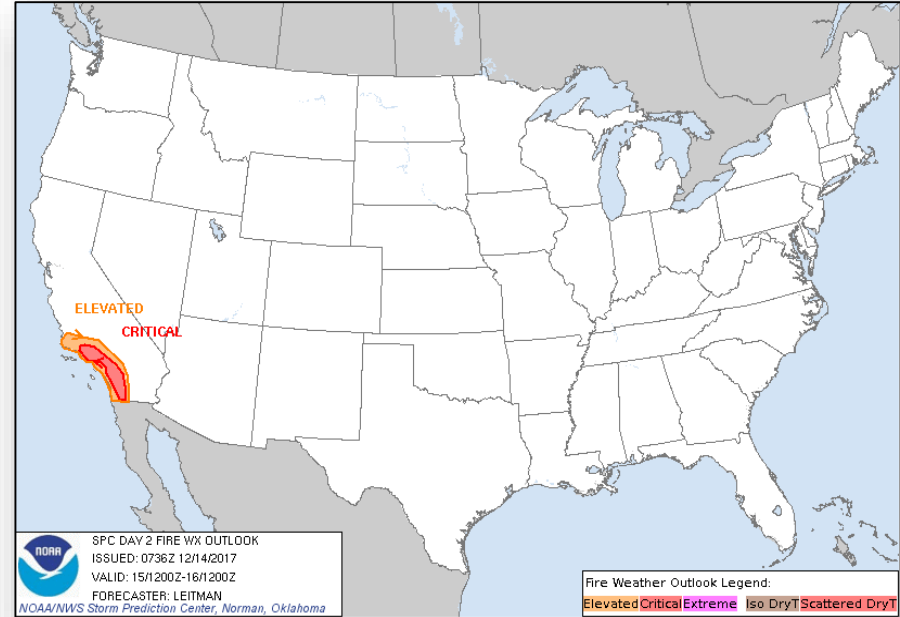 ELEVATED
CRITICAL
NOAA
SPC DAY 2 FIRE WX OUTLOOK
ISSUED: 0736Z 12/14/2017
VALID: 15/1200Z-16/1200Z
FORECASTER: LEITMAN
NOAA/NWS Storm Prediction Center, Norman, Oklahoma
Fire Weather Outlook Legend:
Elevated Critical Extreme Iso DryT Scattered DryT